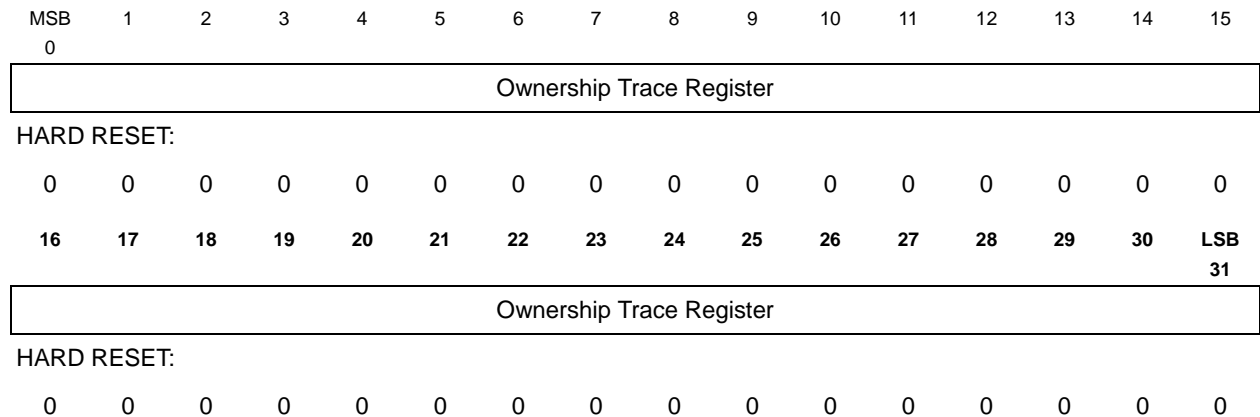 MSB 1 2 3 4 5 6 7 8 9 10 11 12 13 14 15
0
Ownership Trace Register
HARD RESET:
0 0 0 0 0 0 0 0 0 0 0 0 0 0 0 0
16 17 18 19 20 21 22 23 24 25 26 27 28 29 30 LSB
31
Ownership Trace Register
HARD RESET:
0 0 0 0 0 0 0 0 0 0 0 0 0 0 0 0